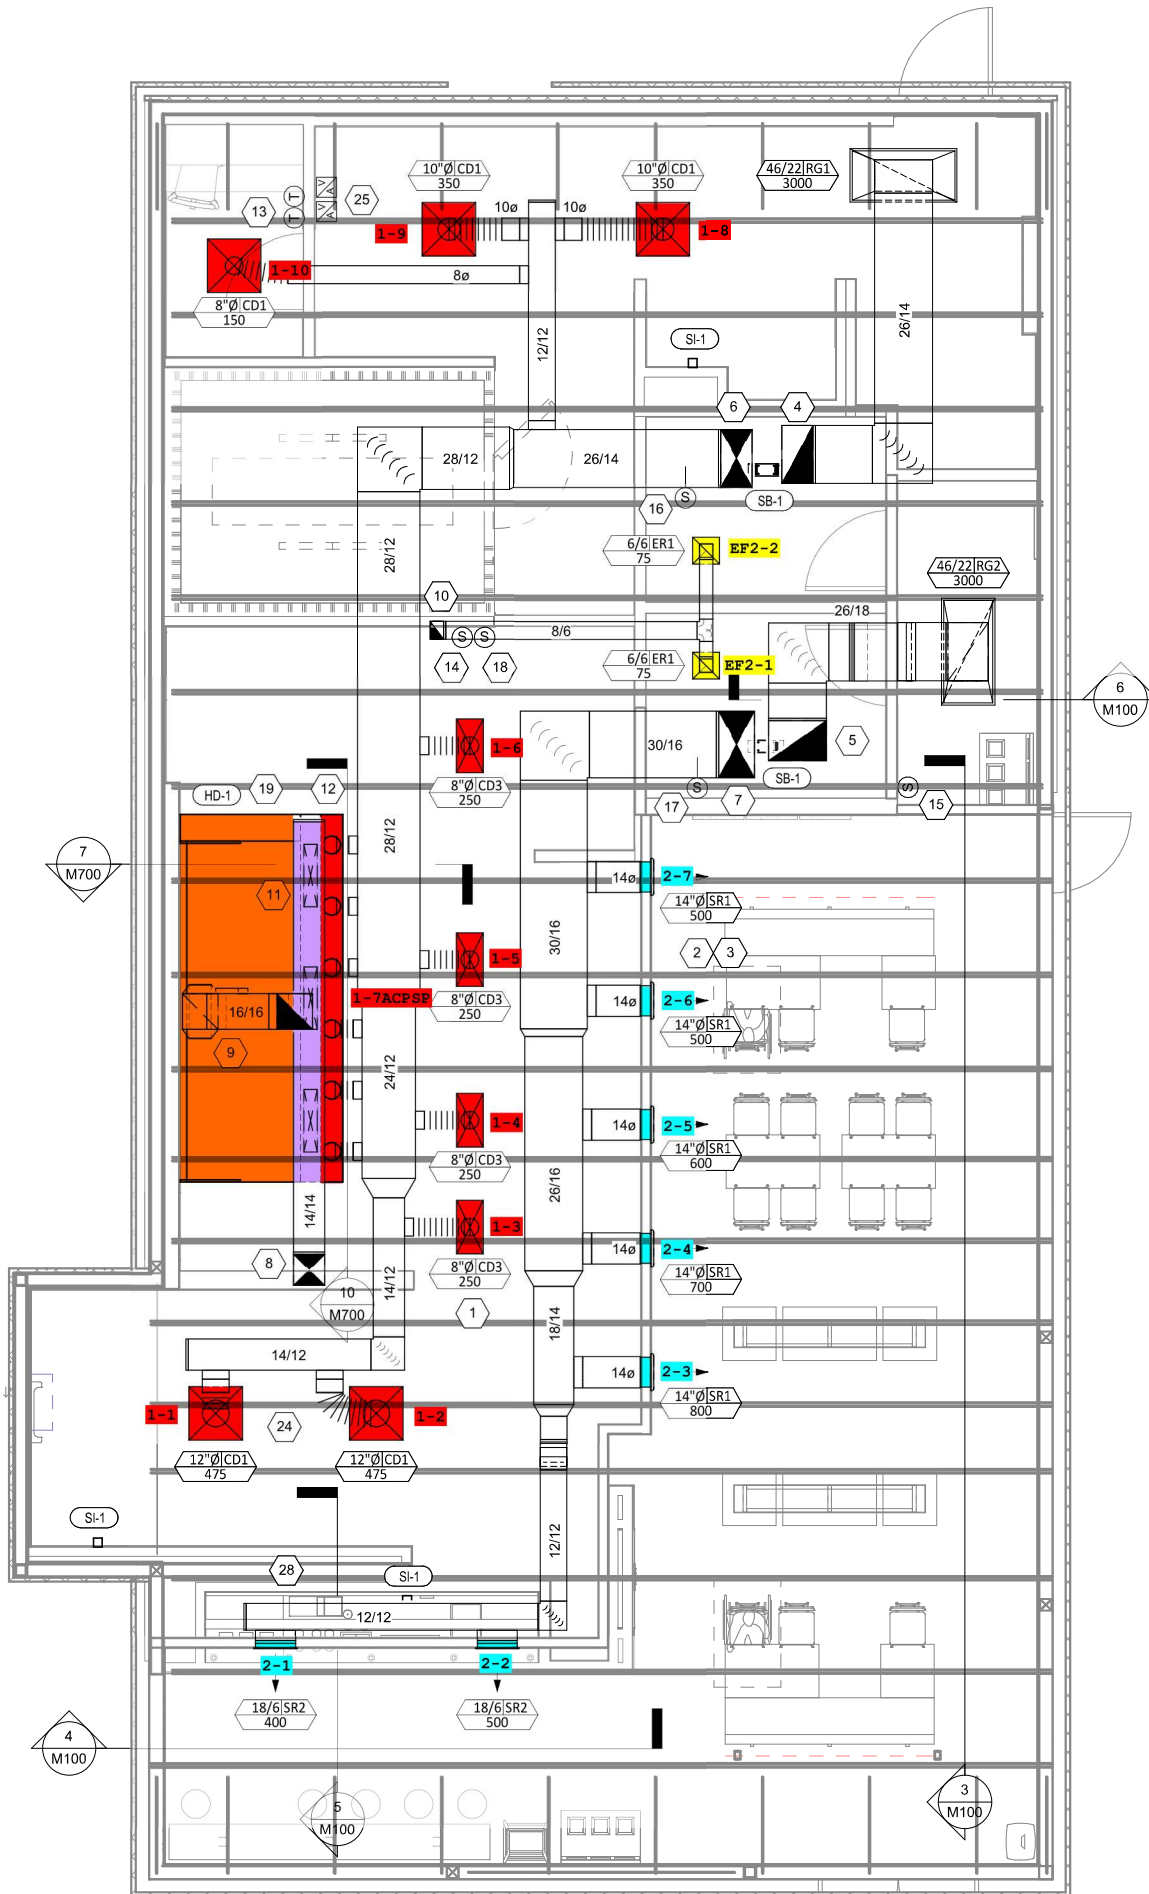 10"Ø CD1
350
10"Ø CD1
350
46/22 RG1
3000
13
T
T
V
A
V
A
25
10ø
10ø
1-9
1-8
1-10
8ø
8"Ø CD1
150
12/12
26/14
SI-1
6
4
28/12
26/14
16
S
SB-1
28/12
6/6 ER1
75
EF2-2
46/22 RG2
3000
10
26/18
S
S
8/6
14
18
6/6 ER1
75
EF2-1
6
M100
1-6
30/16
5
SB-1
8"Ø CD3
250
HD-1
19
12
S
17
7
S
15
28/12
7
M700
11
14ø
2-7
14"Ø SR1
500
30/16
2
3
1-5
8"Ø CD3
250
1-7ACPSP
16/16
9
14ø
2-6
14"Ø SR1
500
24/12
1-4
14ø
2-5
14"Ø SR1
600
8"Ø CD3
250
26/16
14/14
1-3
14ø
2-4
8
8"Ø CD3
250
14"Ø SR1
700
10
M700
14/12
1
18/14
14/12
14ø
2-3
14"Ø SR1
800
1-1
24
1-2
12"Ø CD1
475
12"Ø CD1
475
SI-1
12/12
28
SI-1
12/12
2-1
2-2
18/6 SR2
400
18/6 SR2
500
4
M100
5
M100
3
M100